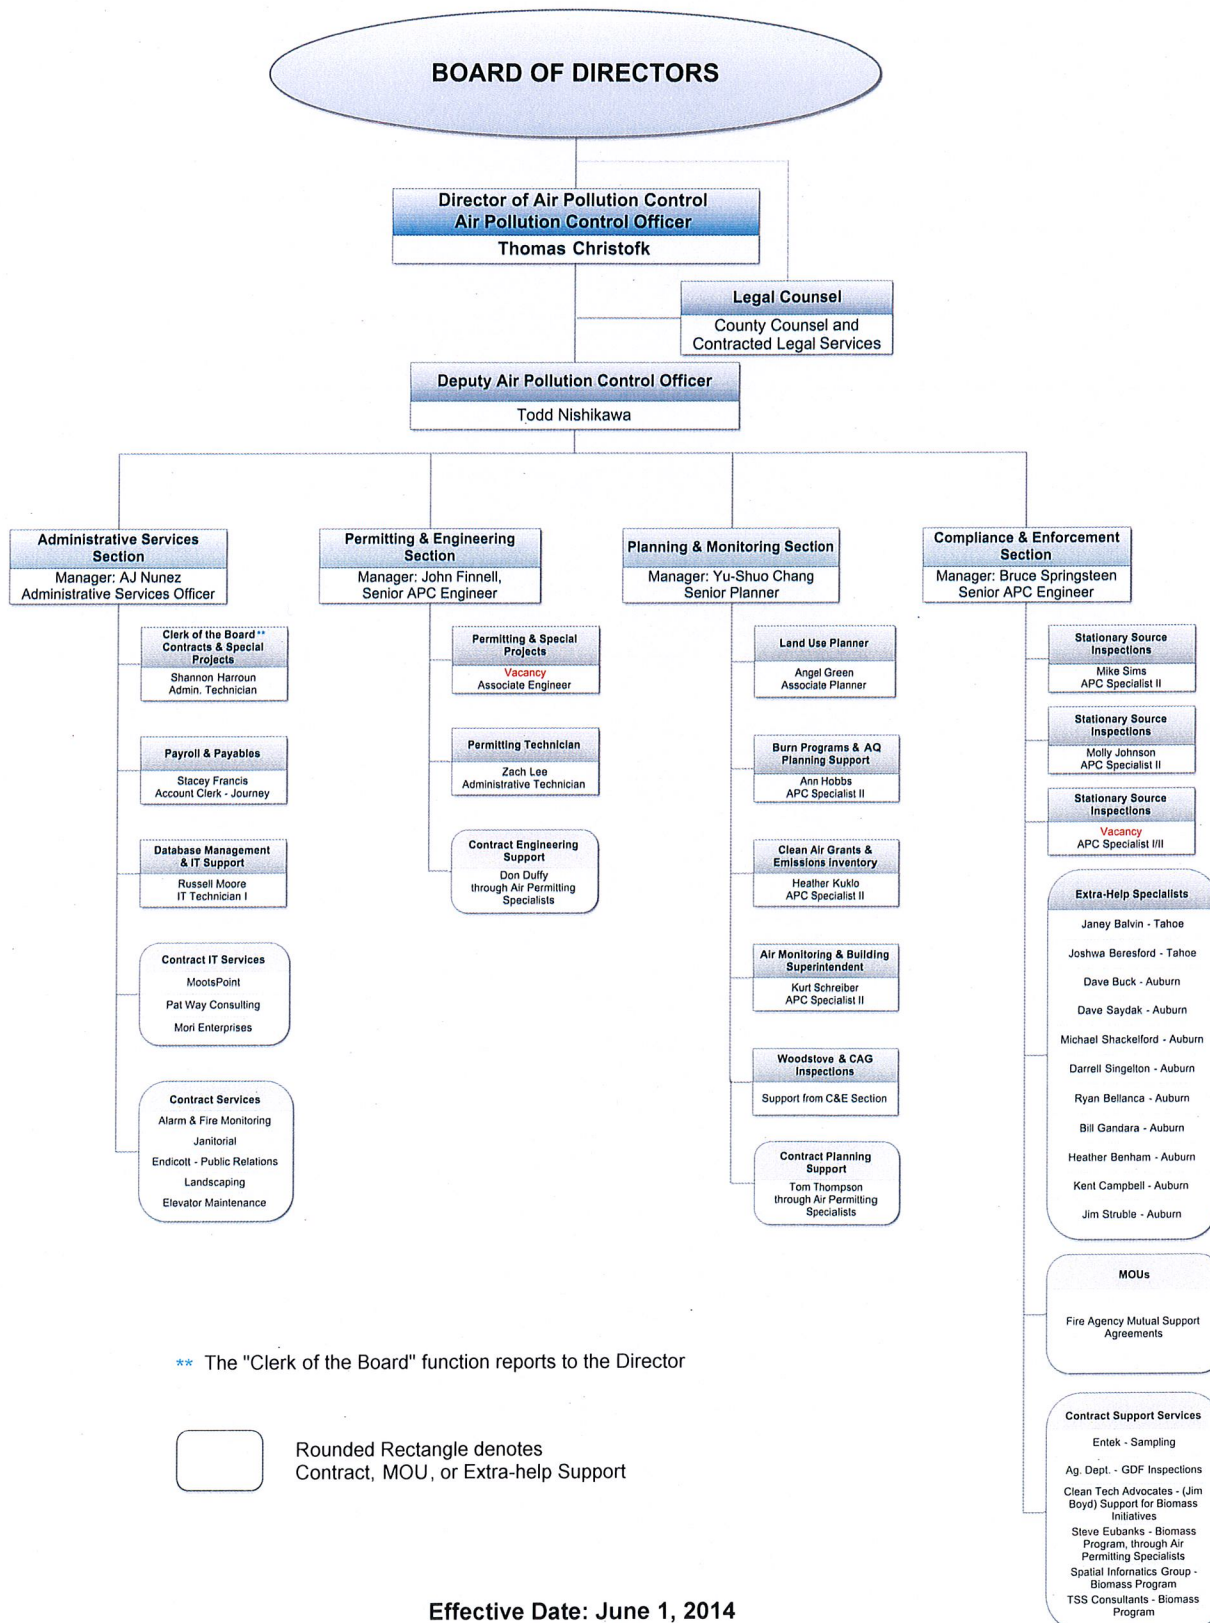 BOARD OF DIRECTORS
Director of Air Pollution Control
Air Pollution Control Officer
Thomas Christofk
Legal Counsel
County Counsel and
Contracted Legal Services
Deputy Air Pollution Control Officer
Todd Nishikawa
Administrative Services
Section
Manager: AJ Nunez
Administrative Services Officer
Clerk of the Board **
Contracts & Special
Projects
Shannon Harroun
Admin. Technician
Payroll & Payables
Stacey Francis
Account Clerk - Journey
Database Management
& IT Support
Russell Moore
IT Technician I
Contract IT Services
MootsPoint
Pat Way Consulting
Mori Enterprises
Contract Services
Alarm & Fire Monitoring
Janitorial
Endicott - Public Relations
Landscaping
Elevator Maintenance
Permitting & Engineering
Section
Manager: John Finnell,
Senior APC Engineer
Permitting & Special
Projects
Vacancy
Associate Engineer
Permitting Technician
Zach Lee
Administrative Technician
Contract Engineering
Support
Don Duffy
through Air Permitting
Specialists
Planning & Monitoring Section
Manager: Yu-Shuo Chang
Senior Planner
Land Use Planner
Angel Green
Associate Planner
Burn Programs & AQ
Planning Support
Ann Hobbs
APC Specialist II
Clean Air Grants &
Emissions Inventory
Heather Kuklo
APC Specialist II
Air Monitoring & Building
Superintendent
Kurt Schreiber
APC Specialist II
Woodstove & CAG
Inspections
Support from C&E Section
Contract Planning
Support
Tom Thompson
through Air Permitting
Specialists
Compliance & Enforcement
Section
Manager: Bruce Springsteen
Senior APC Engineer
Stationary Source
Inspections
Mike Sims
APC Specialist II
Stationary Source
Inspections
Molly Johnson
APC Specialist II
Stationary Source
Inspections
Vacancy
APC Specialist I/II
Extra-Help Specialists
Janey Balvin - Tahoe
Joshwa Beresford - Tahoe
Dave Buck - Auburn
Dave Saydak - Auburn
Michael Shackelford - Auburn
Darrell Singelton - Auburn
Ryan Bellanca - Auburn
Bill Gandara - Auburn
Heather Benham - Auburn
Kent Campbell - Auburn
Jim Struble - Auburn
MOUs
Fire Agency Mutual Support
Agreements
Contract Support Services
Entek - Sampling
Ag. Dept. - GDF Inspections
Clean Tech Advocates - (Jim
Boyd) Support for Biomass
Initiatives
Steve Eubanks - Biomass
Program, through Air
Permitting Specialists
Spatial Infornatics Group -
Biomass Program
TSS Consultants - Biomass
Program
** The "Clerk of the Board" function reports to the Director
Rounded Rectangle denotes
Contract, MOU, or Extra-help Support
Effective Date: June 1, 2014